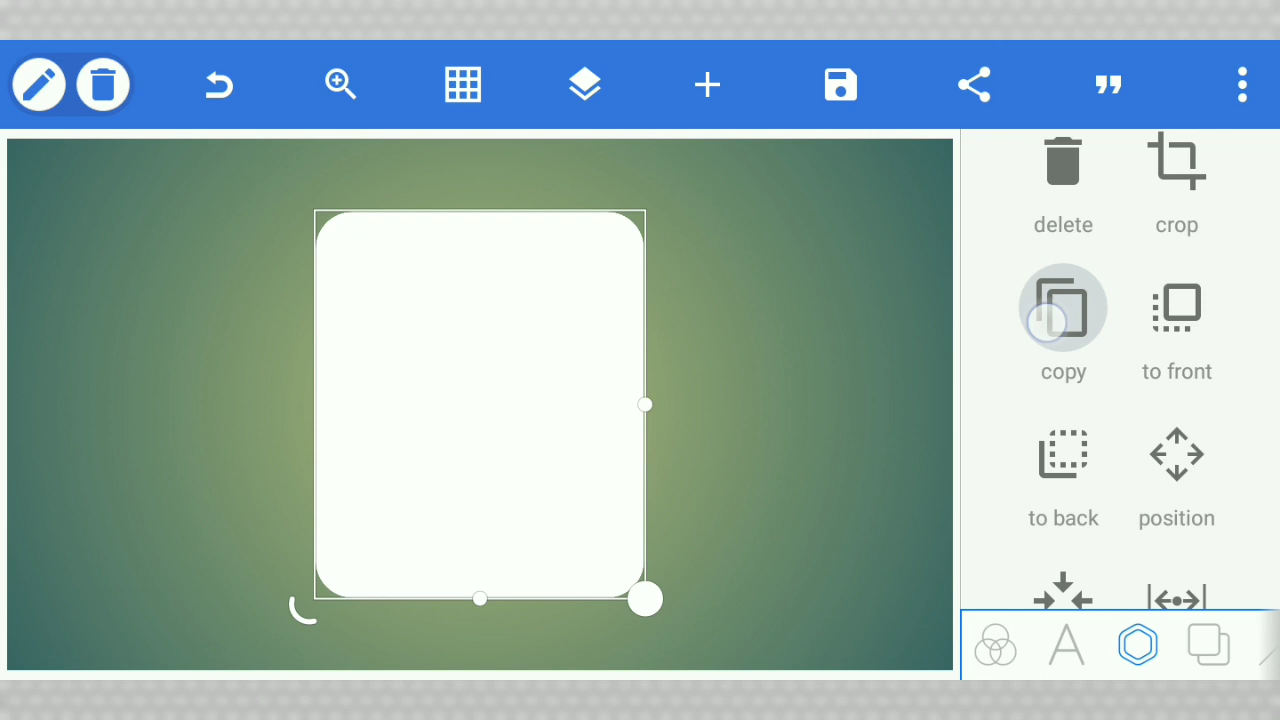 delete
crop
copy
to front
to back
position